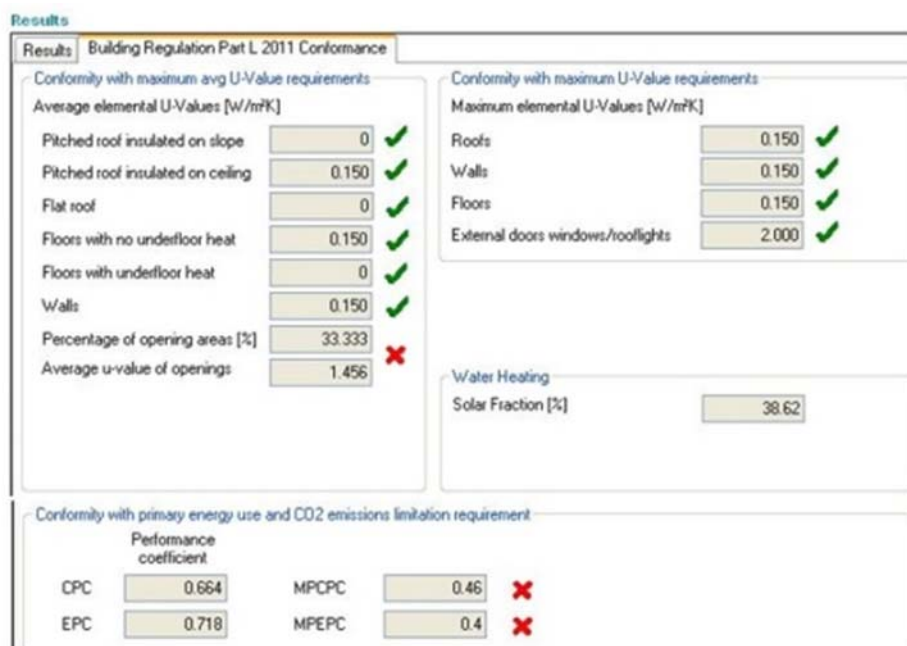 Results
Results Building Regulation Part L 2011 Conformance
Conformity with maximum avg U-Value requirements
Average elemental U-Values [W/m²K]
Pitched roof insulated on slope 0
Pitched roof insulated on ceiling 0.150
Flat roof 0
Floors with no underfloor heat 0.150
Floors with underfloor heat 0
Walls 0.150
Percentage of opening areas [%] 33.333
Average u-value of openings 1.456
Conformity with maximum U-Value requirements
Maximum elemental U-Values [W/m²K]
Roofs 0.150
Walls 0.150
Floors 0.150
External doors windows/rooflights 2.000
Water Heating
Solar Fraction [%] 38.62
Conformity with primary energy use and CO2 emissions limitation requirement
Performance
coefficient
CPC 0.664 MPCPC 0.46
EPC 0.718 MPEPC 0.4